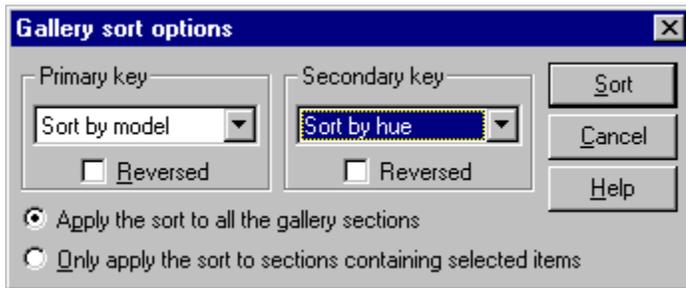 Gallery sort options
Primary key
Sort by model
Reversed
Secondary key
Sort by hue
Reversed
Sort
Cancel
Help
Apply the sort to all the gallery sections
Only apply the sort to sections containing selected items